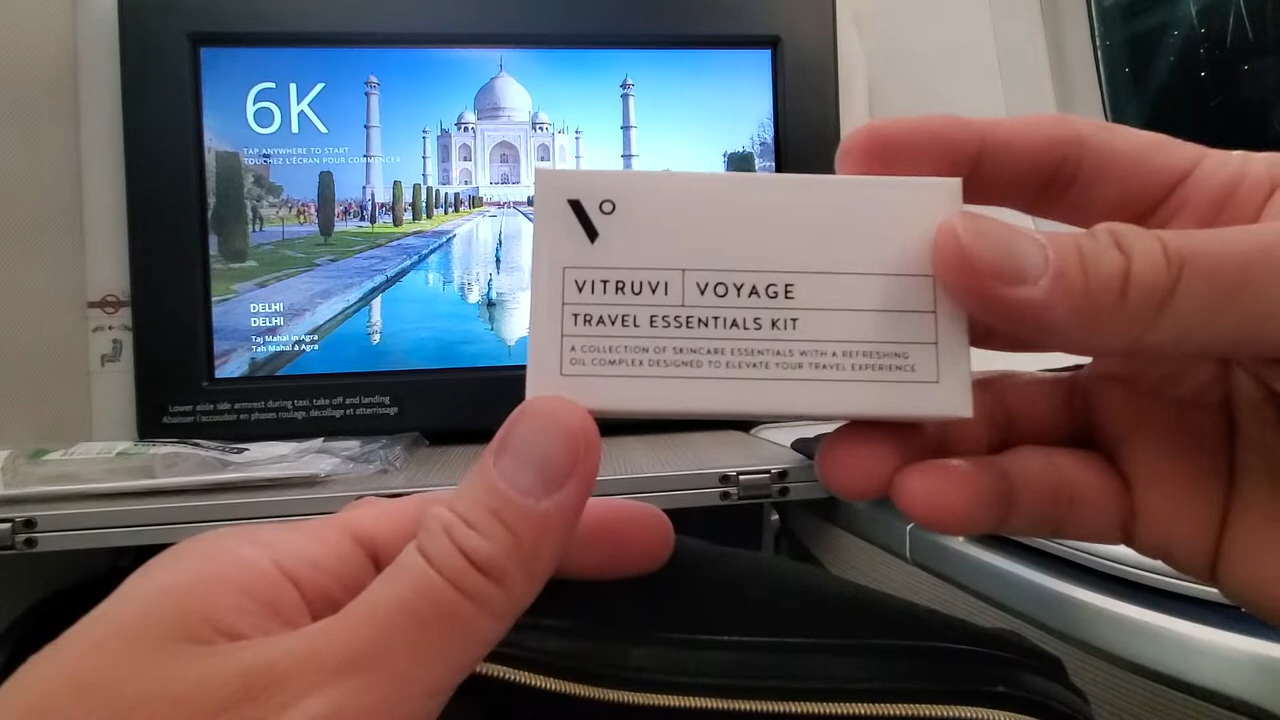 6K
TAP ANYWHERE TO START
TOUCHEZ L'ÉCRAN POUR COMMENCER
DELHI
DELHI
Taj Mahal in Agra
Tah Mahal à Agra
Lower aisle side armrest during taxi, take off and landing
Abaisser l'accoudoir en phases roulage, décollage et atterrissage
V°
VITRUVI VOYAGE
TRAVEL ESSENTIALS KIT
A COLLECTION OF SKINCARE ESSENTIALS WITH A REFRESHING
OIL COMPLEX DESIGNED TO ELEVATE YOUR TRAVEL EXPERIENCE